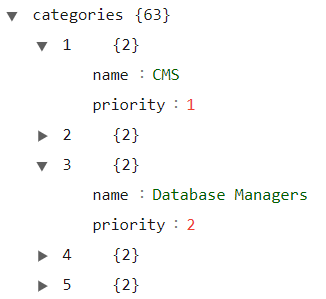 categories {63}
1 {2}
name : CMS
priority : 1
2 {2}
3 {2}
name : Database Managers
priority : 2
4 {2}
5 {2}